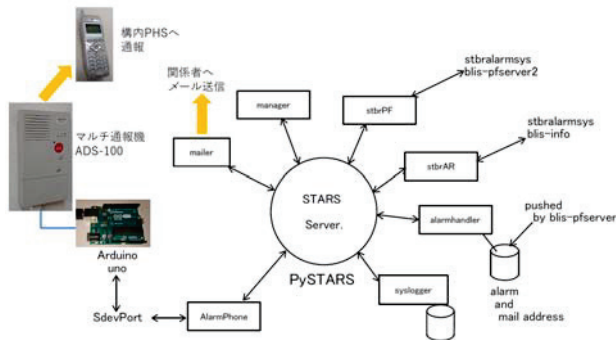 構内PHSへ
通報
関係者へ
メール送信
マルチ通報機
ADS-100
Arduino
uno
SdevPort
mailer
manager
stbrPF
stbralarmsys
blis-pfserver2
stbrAR
stbralarmsys
blis-info
STARS
Server.
PySTARS
alarmhandler
pushed
by blis-pfserver
alarm
and
mail address
syslogger
AlarmPhone